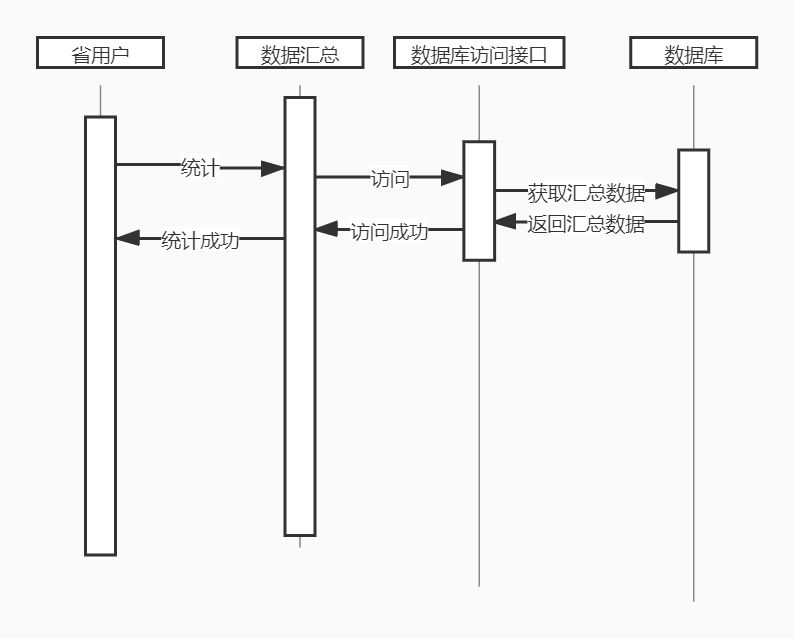 省用户
数据汇总
数据库访问接口
数据库
统计
访问
获取汇总数据
返回汇总数据
访问成功
统计成功